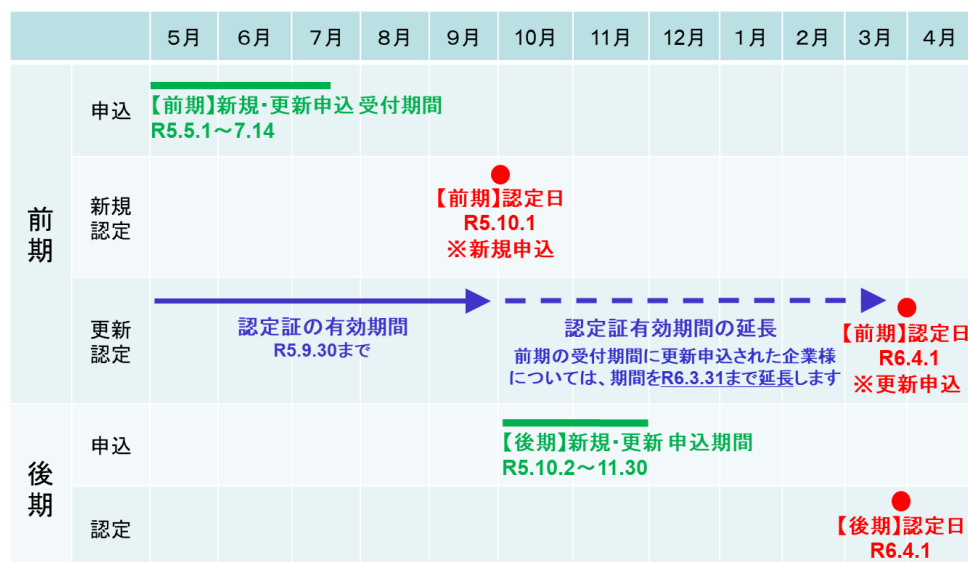 5月 6月 7月 8月 9月 10月 11月 12月 1月 2月 3月 4月
前期
申込
【前期】新規・更新申込 受付期間
R5.5.1～7.14
新規
認定
【前期】認定日
R5.10.1
※新規申込
更新
認定
認定証の有効期間
R5.9.30まで
認定証有効期間の延長
前期の受付期間に更新申込された企業様
については、期間をR6.3.31まで延長します
【前期】認定日
R6.4.1
※更新申込
後期
申込
【後期】新規・更新 申込期間
R5.10.2～11.30
認定
【後期】認定日
R6.4.1